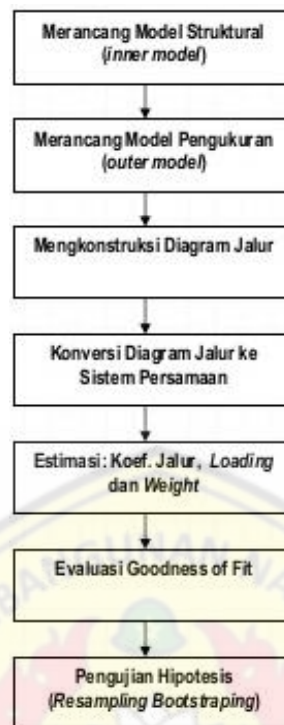 Merancang Model Struktural
(inner model)
Merancang Model Pengukuran
(outer model)
Mengkonstruksi Diagram Jalur
Konversi Diagram Jalur ke
Sistem Persamaan
Estimasi: Koef. Jalur, Loading
dan Weight
Evaluasi Goodness of Fit
Pengujian Hipotesis
(Resampling Bootstraping)